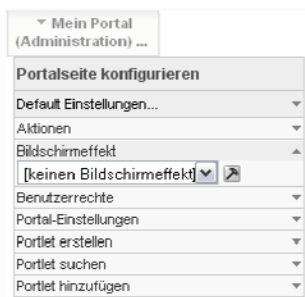 Mein Portal
(Administration) ...
Portalseite konfigurieren
Default Einstellungen...
Aktionen
Bildschirmeffekt
[keinen Bildschirmeffekt]
Benutzerrechte
Portal-Einstellungen
Portlet erstellen
Portlet suchen
Portlet hinzufügen